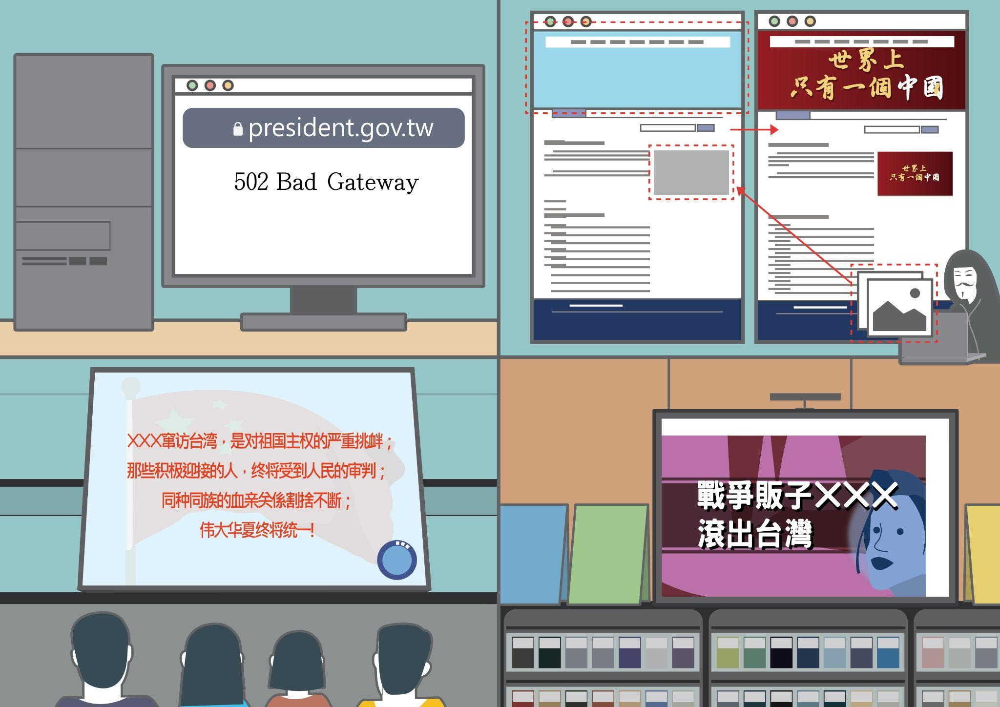 president.gov.tw
502 Bad Gateway
世界上
只有一個中國
世界上
只有一個中國
XXX窜访台湾，是对祖国主权的严重挑衅；
那些积极迎接的人，终将受到人民的审判；
同种同族的血亲关係割捨不断；
伟大华夏终将统一!
戰爭販子XXX
滾出台灣